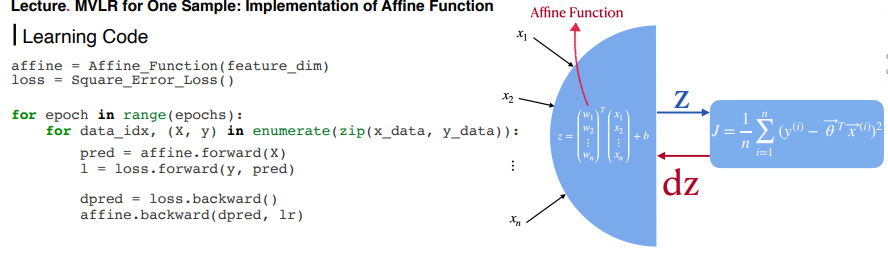 Lecture. MVLR for One Sample: Implementation of Affine Function
Learning Code
affine = Affine_Function(feature_dim)
loss = Square_Error_Loss()
for epoch in range(epochs):
for data_idx, (X, y) in enumerate(zip(x_data, y_data)):
pred = affine.forward(X)
l = loss.forward(y, pred)
dpred = loss.backward()
affine.backward(dpred, lr)
Affine Function
x₁
x₂
⋮
xₙ
z = (w₁ w₂ ⋮ wₙ)ᵀ (x₁ x₂ ⋮ xₙ) + b
z
dz
J = 1/n ∑ⁿᵢ₌₁ (y⁽ⁱ⁾ − θ⃗ᵀx⃗⁽ⁱ⁾)²